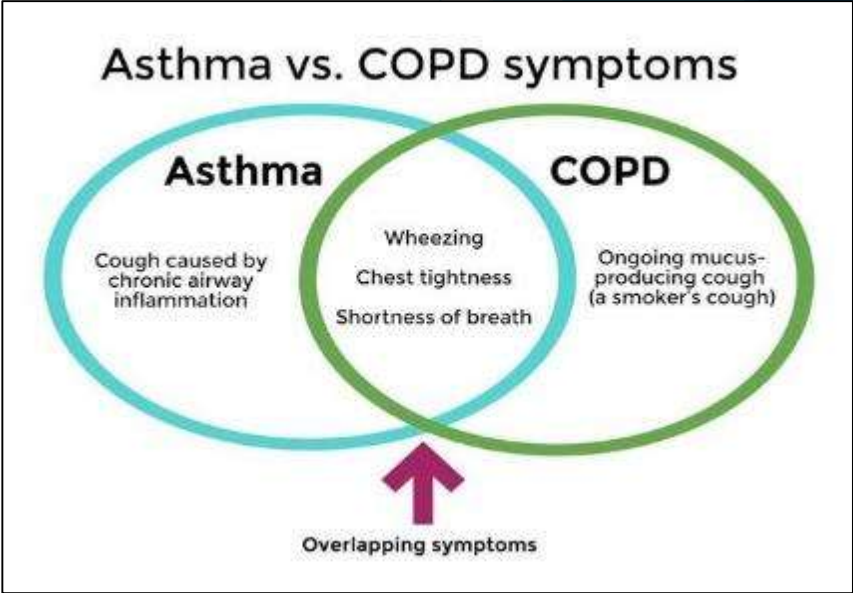 Asthma vs. COPD symptoms
Asthma
COPD
Cough caused by
chronic airway
inflammation
Wheezing
Chest tightness
Shortness of breath
Ongoing mucus-
producing cough
(a smoker's cough)
Overlapping symptoms